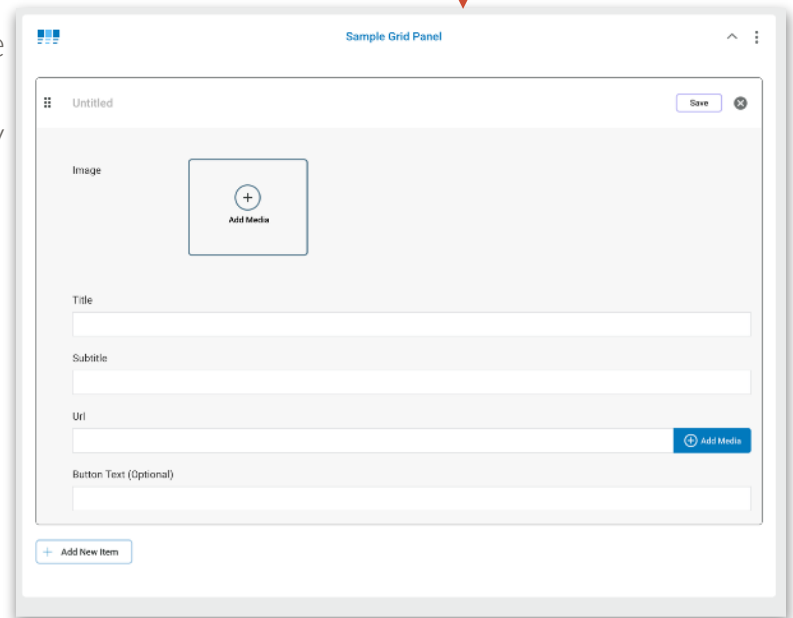 Sample Grid Panel
Untitled
Save
Image
Add Media
Title
Subtitle
Url
Add Media
Button Text (Optional)
Add New Item